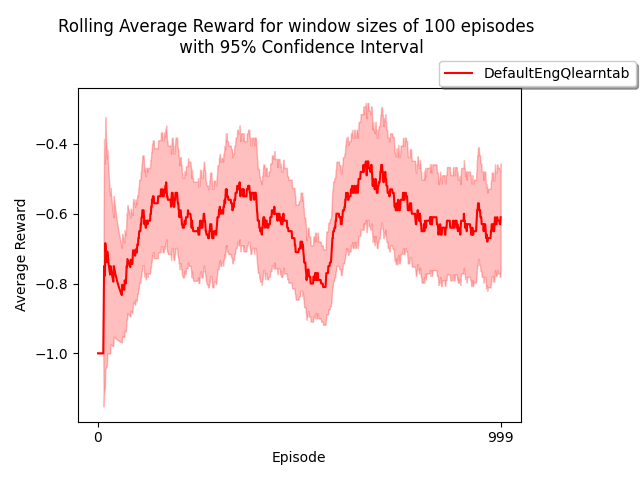 Rolling Average Reward for window sizes of 100 episodes
with 95% Confidence Interval
DefaultEngQlearntab
−0.4
−0.6
−0.8
−1.0
Average Reward
0
999
Episode